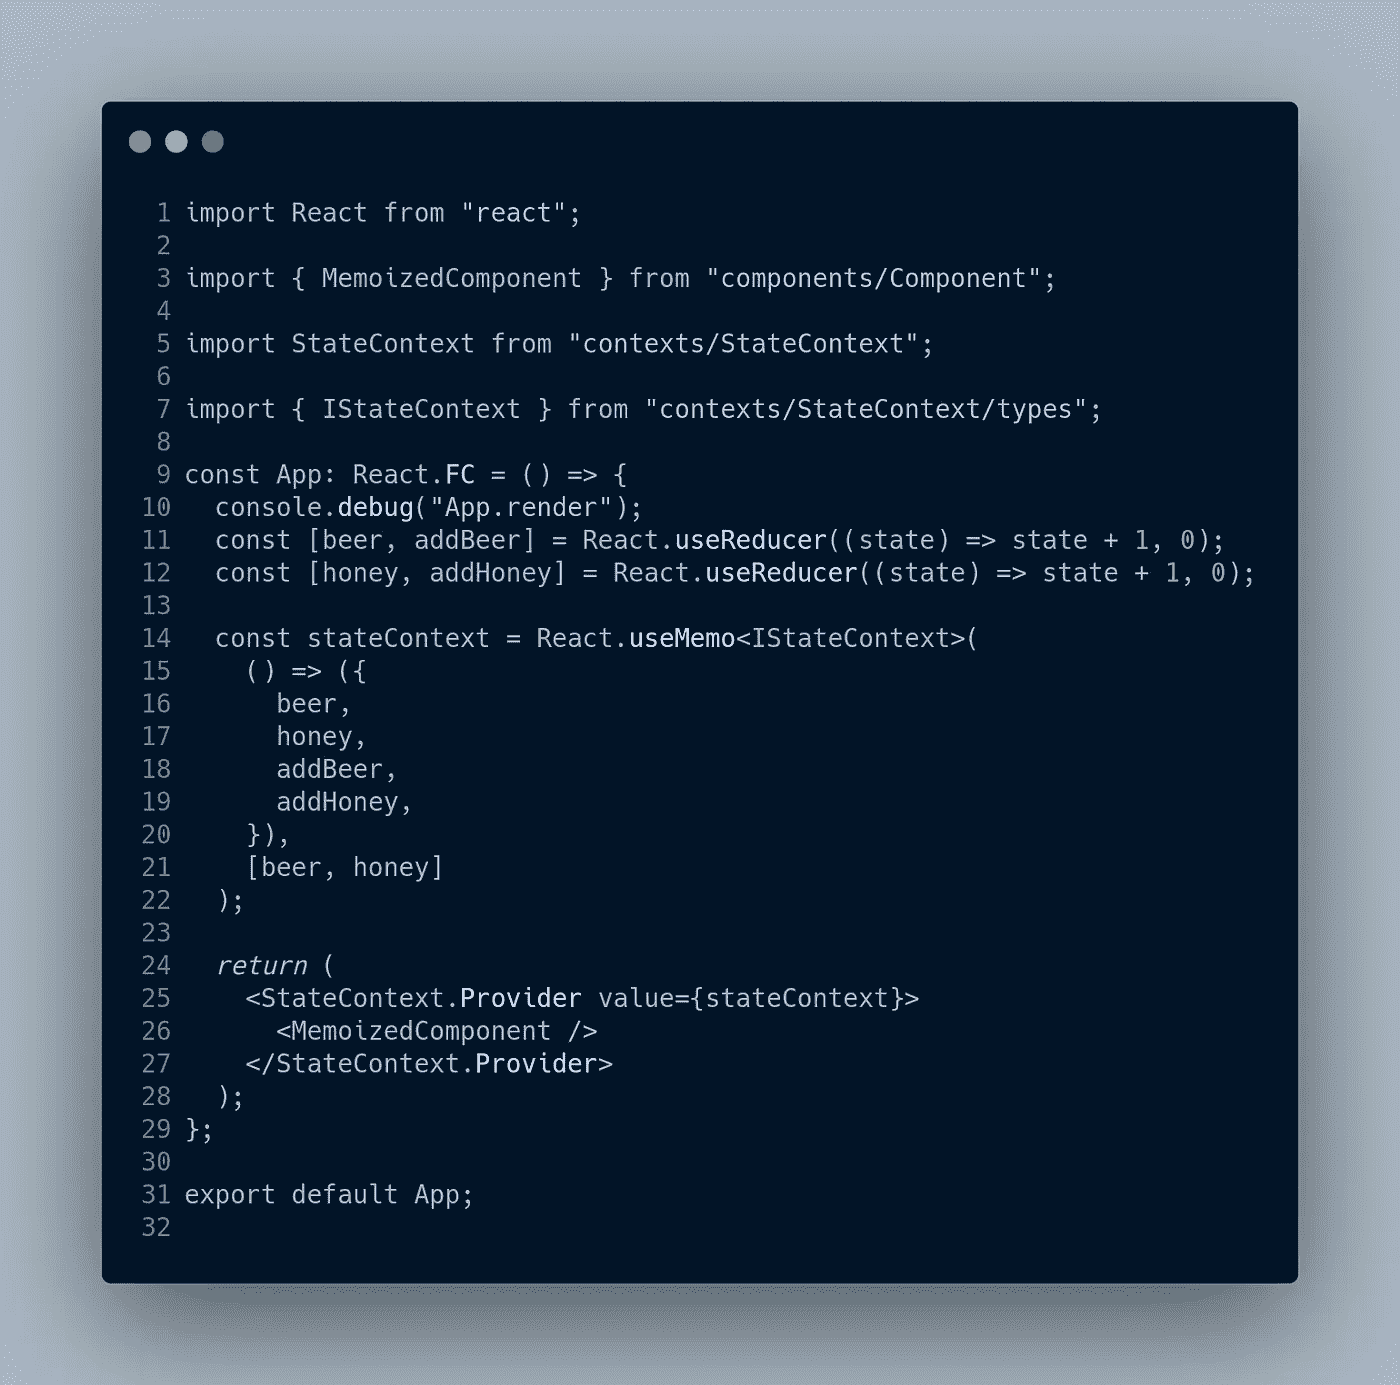 1 import React from "react";
2
3 import { MemoizedComponent } from "components/Component";
4
5 import StateContext from "contexts/StateContext";
6
7 import { IStateContext } from "contexts/StateContext/types";
8
9 const App: React.FC = () => {
10   console.debug("App.render");
11   const [beer, addBeer] = React.useReducer((state) => state + 1, 0);
12   const [honey, addHoney] = React.useReducer((state) => state + 1, 0);
13
14   const stateContext = React.useMemo<IStateContext>(
15     () => ({
16       beer,
17       honey,
18       addBeer,
19       addHoney,
20     }),
21     [beer, honey]
22   );
23
24   return (
25     <StateContext.Provider value={stateContext}>
26       <MemoizedComponent />
27     </StateContext.Provider>
28   );
29 };
30
31 export default App;
32